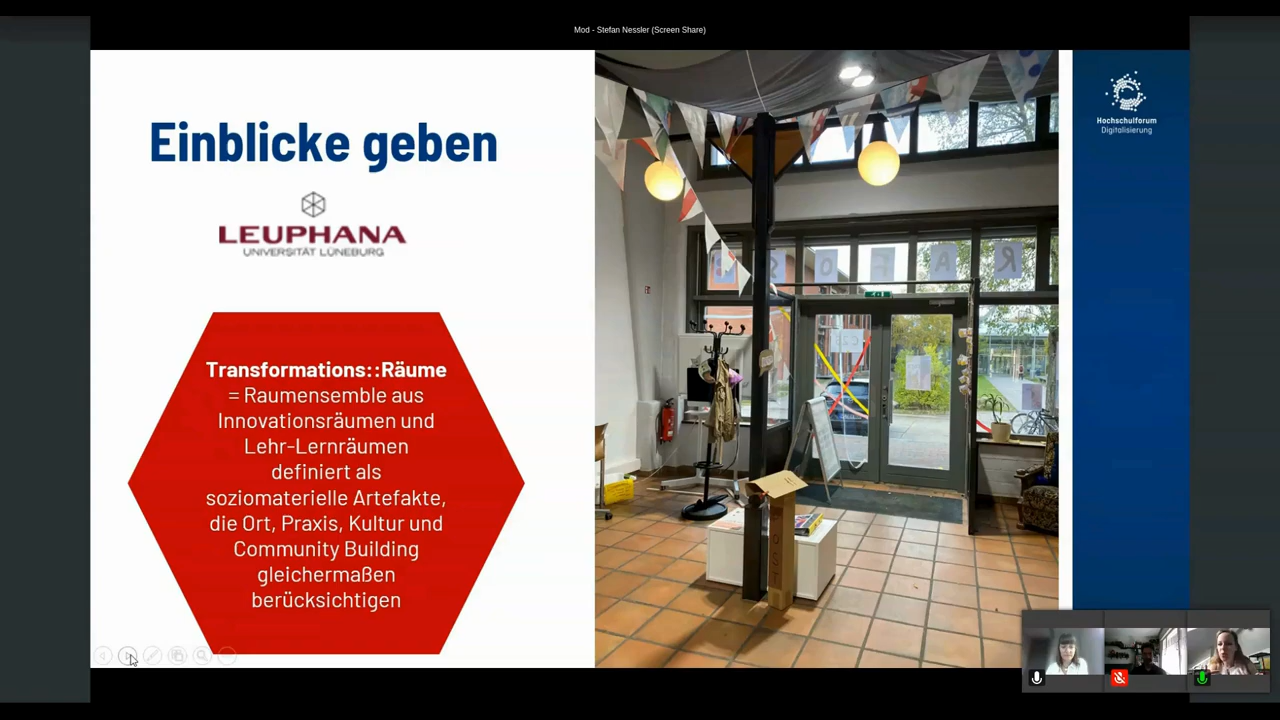 Mod - Stefan Nessler (Screen Share)
Einblicke geben
LEUPHANA
UNIVERSITÄT LÜNEBURG
Transformations::Räume
= Raumensemble aus
Innovationsräumen und
Lehr-Lernräumen
definiert als
soziomaterielle Artefakte,
die Ort, Praxis, Kultur und
Community Building
gleichermaßen
berücksichtigen
Hochschulforum
Digitalisierung